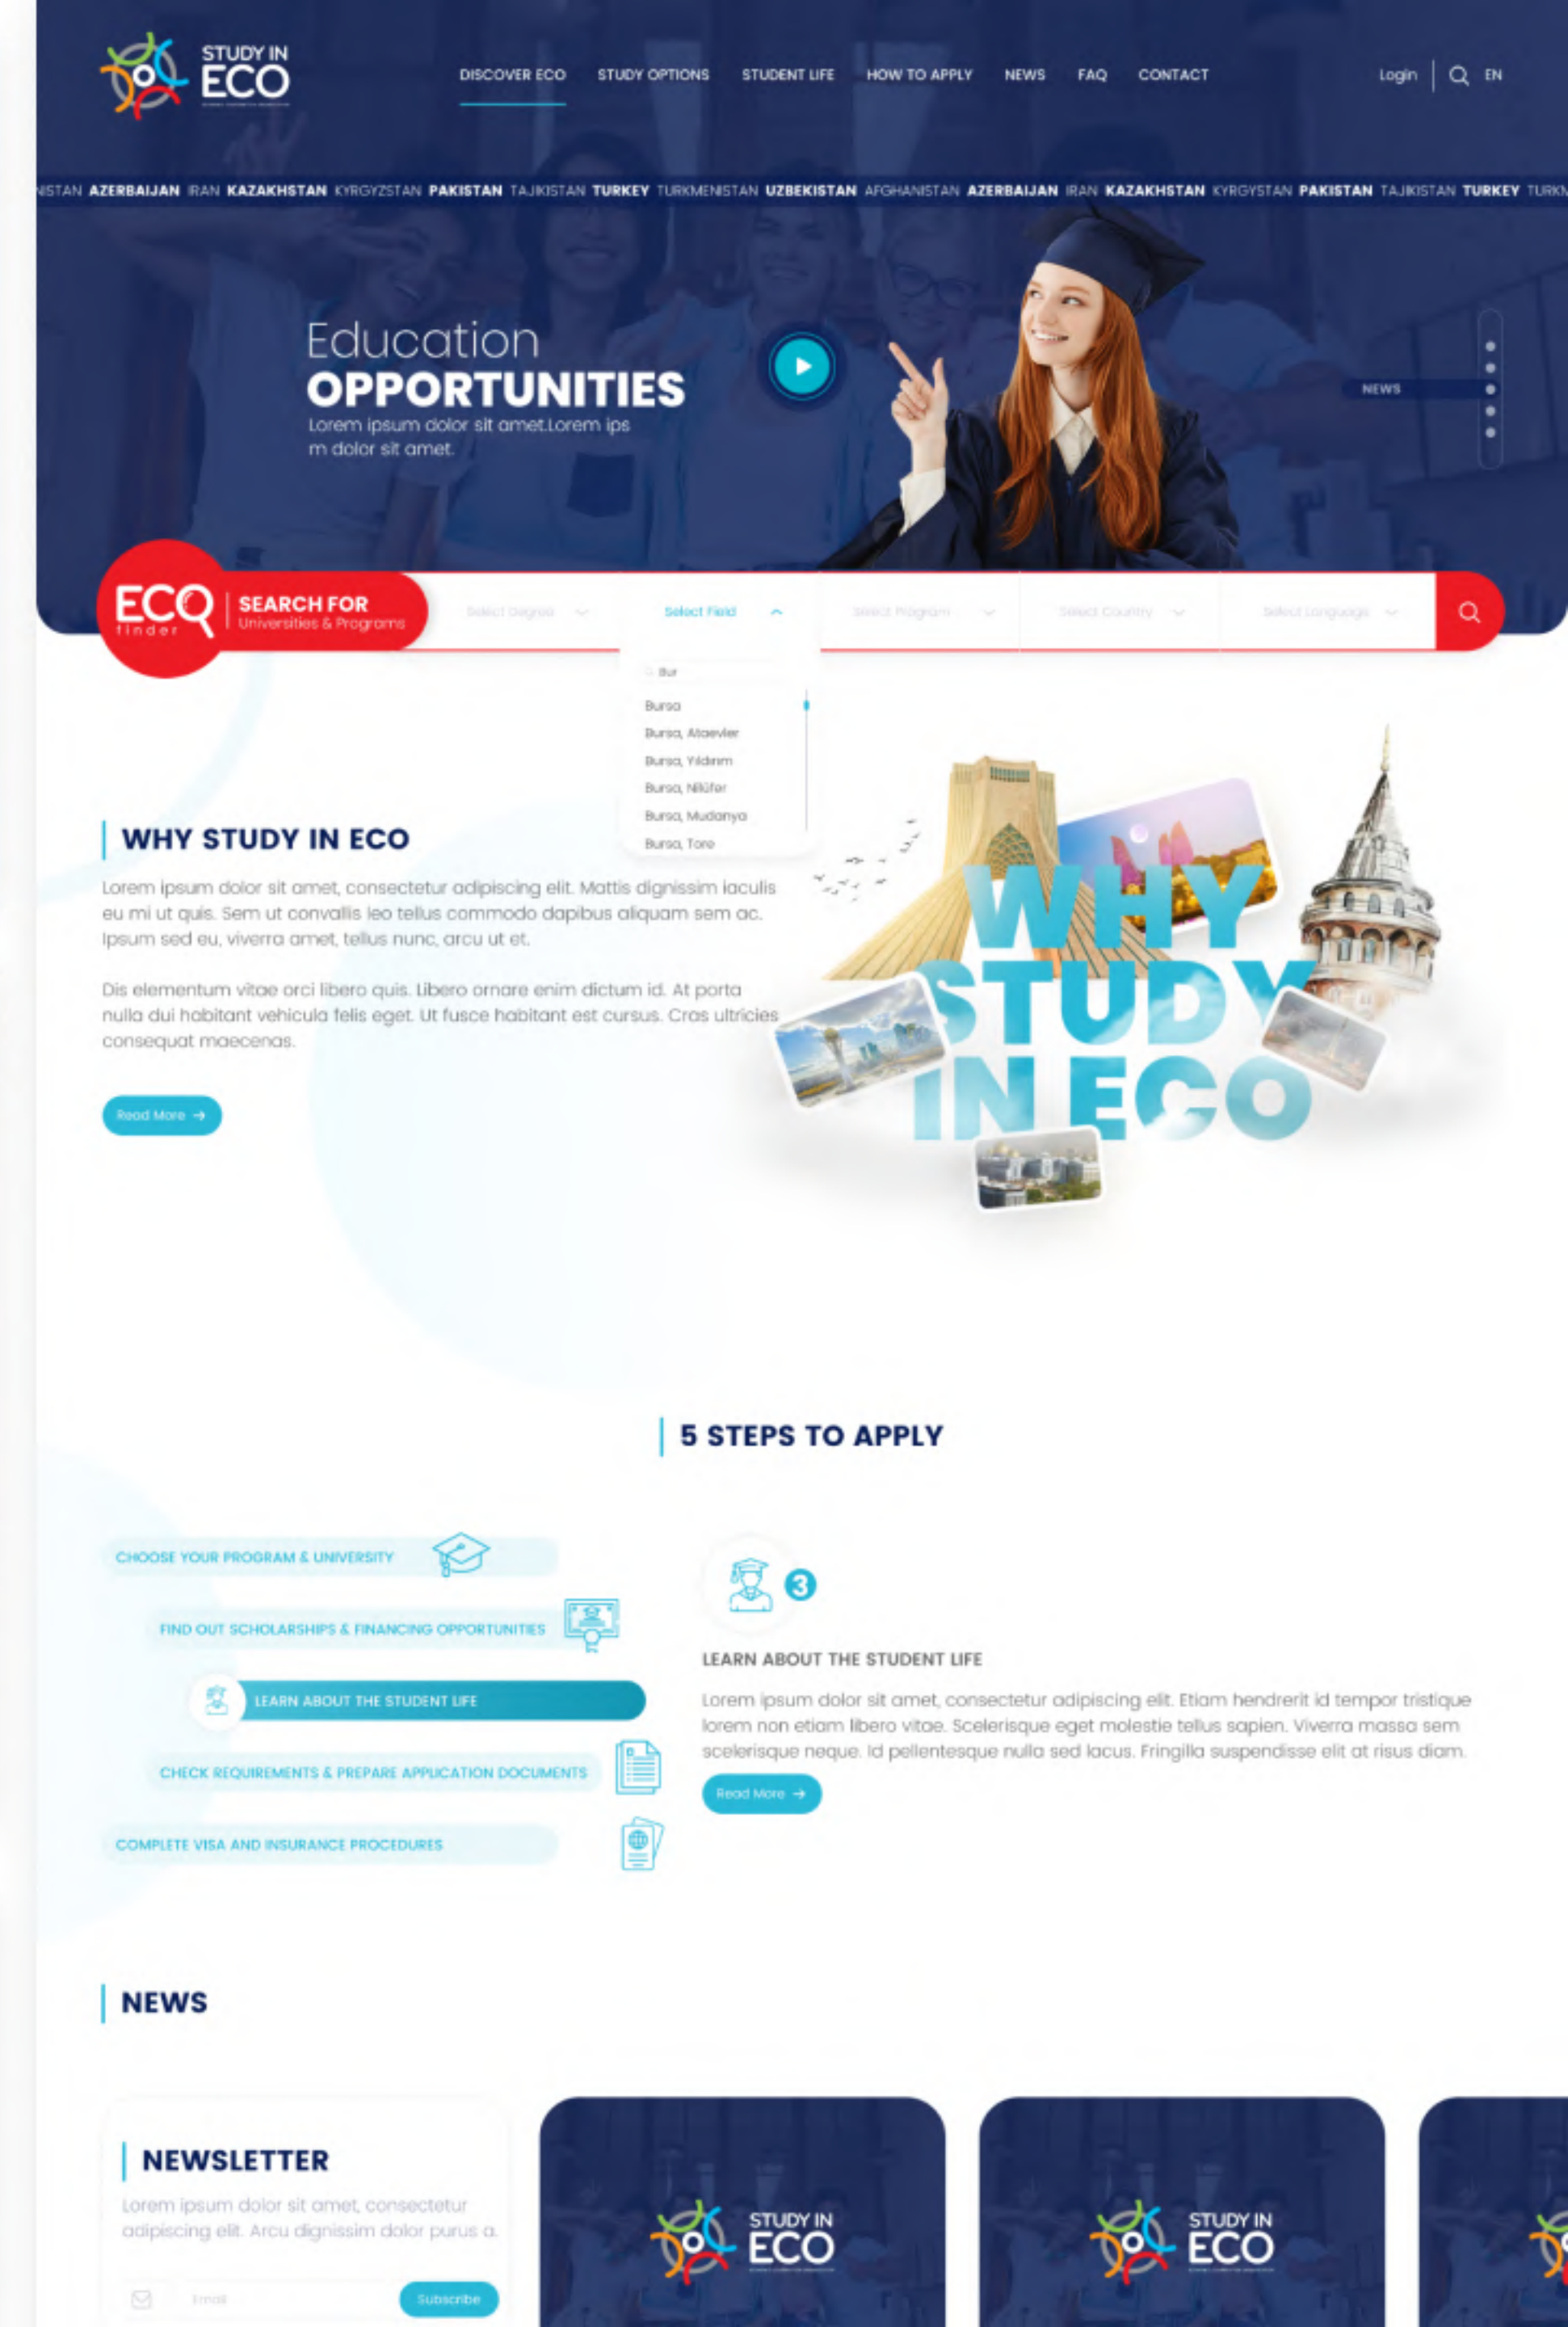 STUDY IN
ECO
DISCOVER ECO STUDY OPTIONS STUDENT LIFE HOW TO APPLY NEWS FAQ CONTACT
Login EN
NISTAN AZERBAIJAN IRAN KAZAKHSTAN KYRGYZSTAN PAKISTAN TAJIKISTAN TURKEY TURKMENISTAN UZBEKISTAN AFGHANISTAN AZERBAIJAN IRAN KAZAKHSTAN KYRGYSTAN PAKISTAN TAJIKISTAN TURKEY TURKM
Education
OPPORTUNITIES
Lorem ipsum dolor sit amet.Lorem ips
m dolor sit amet.
NEWS
ECO
finder
SEARCH FOR
Universities & Programs
Select Degree Select Field Select Program Select Country Select Language
Bur
Bursa
Bursa, Ataevler
Bursa, Yıldırım
Bursa, Nilüfer
Bursa, Mudanya
Bursa, Tore
WHY STUDY IN ECO
Lorem ipsum dolor sit amet, consectetur adipiscing elit. Mattis dignissim iaculis
eu mi ut quis. Sem ut convallis leo tellus commodo dapibus aliquam sem ac.
Ipsum sed eu, viverra amet, tellus nunc, arcu ut et.
Dis elementum vitae orci libero quis. Libero ornare enim dictum id. At porta
nulla dui habitant vehicula felis eget. Ut fusce habitant est cursus. Cras ultricies
consequat maecenas.
Read More
WHY
STUDY
IN ECO
5 STEPS TO APPLY
CHOOSE YOUR PROGRAM & UNIVERSITY
FIND OUT SCHOLARSHIPS & FINANCING OPPORTUNITIES
LEARN ABOUT THE STUDENT LIFE
CHECK REQUIREMENTS & PREPARE APPLICATION DOCUMENTS
COMPLETE VISA AND INSURANCE PROCEDURES
3
LEARN ABOUT THE STUDENT LIFE
Lorem ipsum dolor sit amet, consectetur adipiscing elit. Etiam hendrerit id tempor tristique
lorem non etiam libero vitae. Scelerisque eget molestie tellus sapien. Viverra massa sem
scelerisque neque. Id pellentesque nulla sed lacus. Fringilla suspendisse elit at risus diam.
Read More
NEWS
NEWSLETTER
Lorem ipsum dolor sit amet, consectetur
adipiscing elit. Arcu dignissim dolor purus a.
Email
Subscribe
STUDY IN
ECO
STUDY IN
ECO